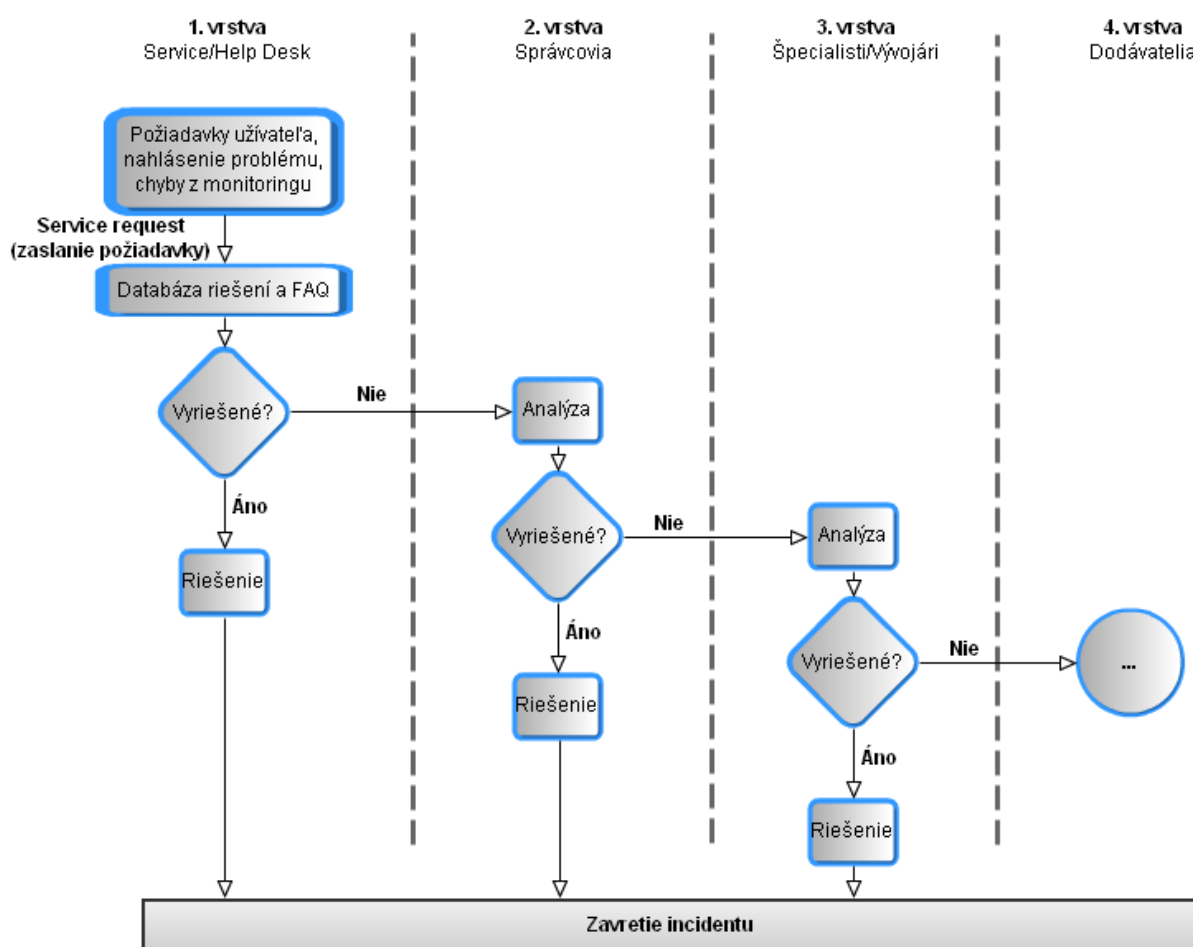 1. vrstva
Service/Help Desk
2. vrstva
Správcovia
3. vrstva
Špecialisti/Vývojári
4. vrstva
Dodávatelia
Požiadavky užívateľa,
nahlásenie problému,
chyby z monitoringu
Service request
(zaslanie požiadavky)
Databáza riešení a FAQ
Vyriešené?
Nie
Analýza
Áno
Vyriešené?
Nie
Analýza
Riešenie
Áno
Vyriešené?
Nie
...
Riešenie
Áno
Riešenie
Zavretie incidentu